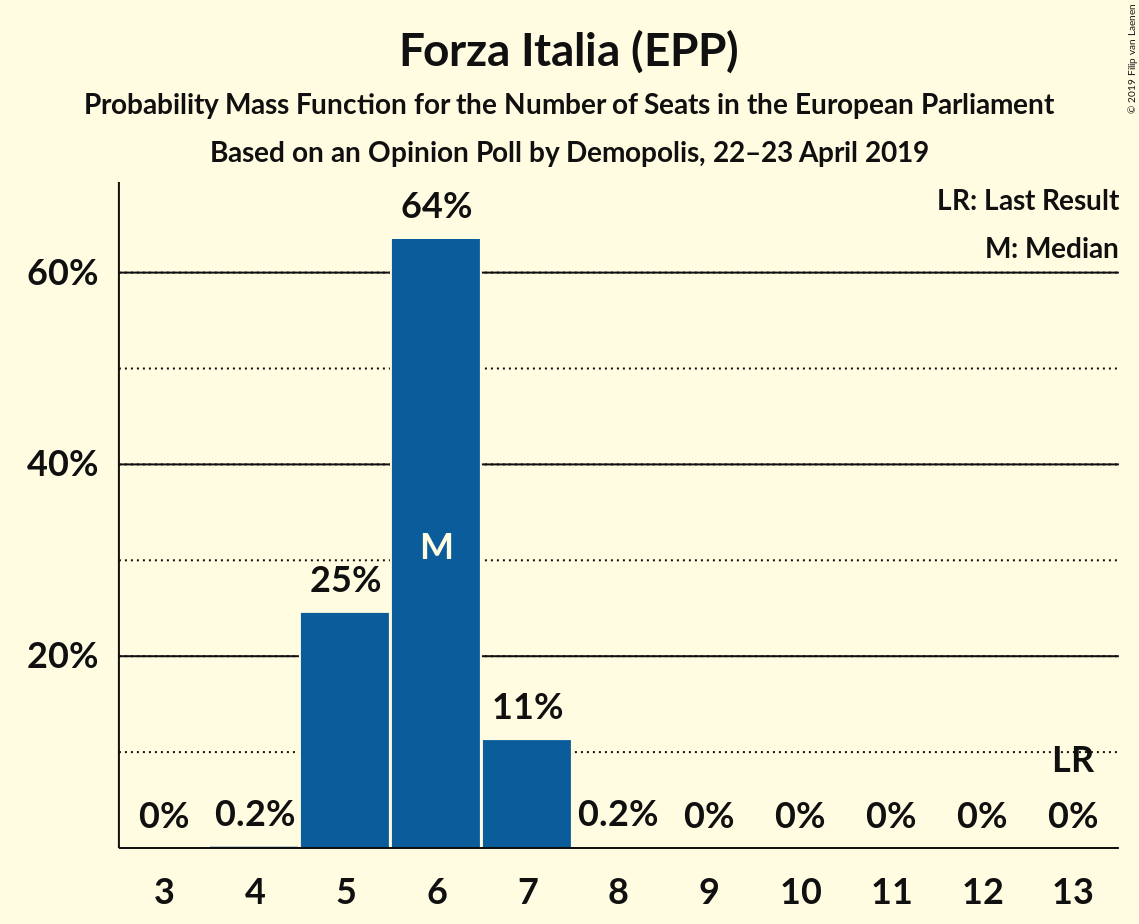 Forza Italia (EPP)
Probability Mass Function for the Number of Seats in the European Parliament
Based on an Opinion Poll by Demopolis, 22–23 April 2019
© 2019 Filip van Laenen
LR: Last Result
M: Median
60%
40%
20%
0%
0.2%
25%
64%
M
11%
0.2%
0%
0%
0%
0%
LR
0%
3 4 5 6 7 8 9 10 11 12 13